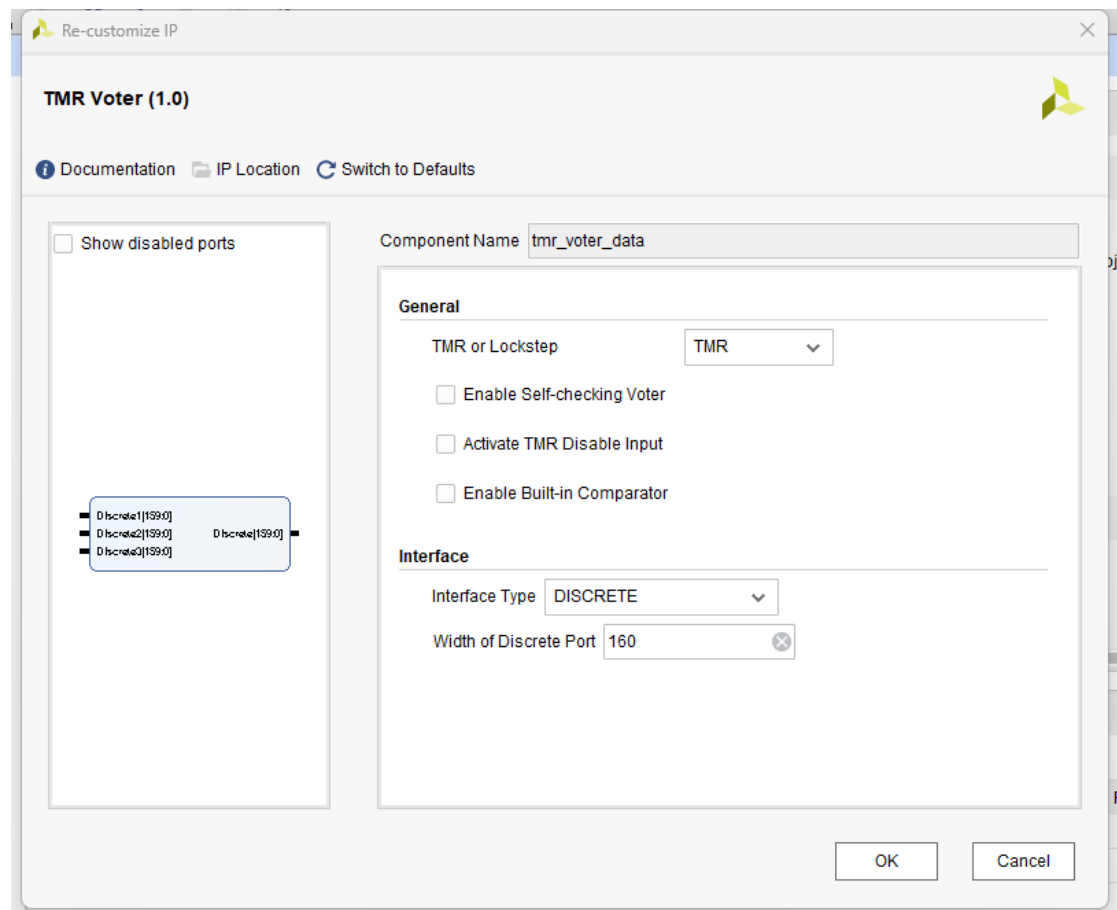 Re-customize IP
TMR Voter (1.0)
Documentation IP Location Switch to Defaults
Show disabled ports
Discrete1[159:0]
Discrete2[159:0] Discrete[159:0]
Discrete3[159:0]
Component Name tmr_voter_data
General
TMR or Lockstep TMR
Enable Self-checking Voter
Activate TMR Disable Input
Enable Built-in Comparator
Interface
Interface Type DISCRETE
Width of Discrete Port 160
OK Cancel